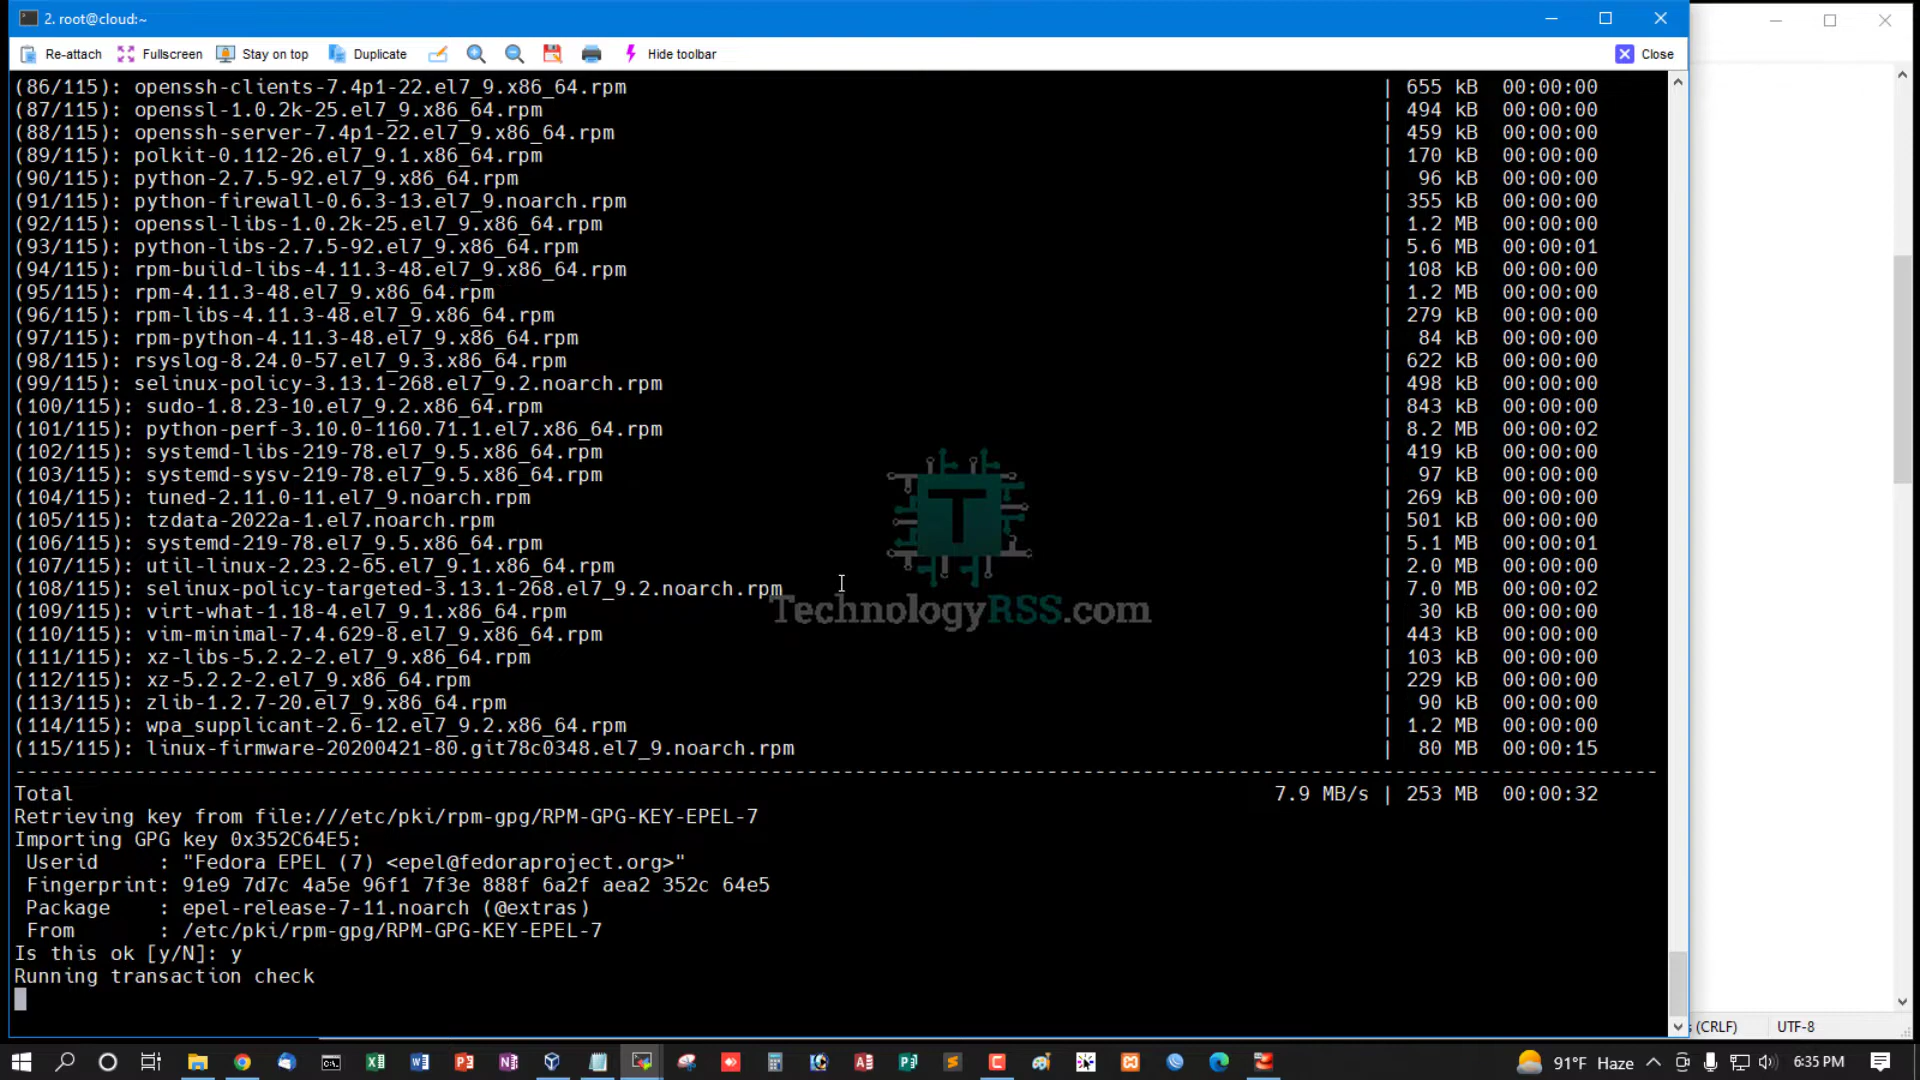 2. root@cloud:~
Re-attach Fullscreen Stay on top Duplicate Hide toolbar Close
(86/115): openssh-clients-7.4p1-22.el7_9.x86_64.rpm | 655 kB 00:00:00
(87/115): openssl-1.0.2k-25.el7_9.x86_64.rpm | 494 kB 00:00:00
(88/115): openssh-server-7.4p1-22.el7_9.x86_64.rpm | 459 kB 00:00:00
(89/115): polkit-0.112-26.el7_9.1.x86_64.rpm | 170 kB 00:00:00
(90/115): python-2.7.5-92.el7_9.x86_64.rpm | 96 kB 00:00:00
(91/115): python-firewall-0.6.3-13.el7_9.noarch.rpm | 355 kB 00:00:00
(92/115): openssl-libs-1.0.2k-25.el7_9.x86_64.rpm | 1.2 MB 00:00:00
(93/115): python-libs-2.7.5-92.el7_9.x86_64.rpm | 5.6 MB 00:00:01
(94/115): rpm-build-libs-4.11.3-48.el7_9.x86_64.rpm | 108 kB 00:00:00
(95/115): rpm-4.11.3-48.el7_9.x86_64.rpm | 1.2 MB 00:00:00
(96/115): rpm-libs-4.11.3-48.el7_9.x86_64.rpm | 279 kB 00:00:00
(97/115): rpm-python-4.11.3-48.el7_9.x86_64.rpm | 84 kB 00:00:00
(98/115): rsyslog-8.24.0-57.el7_9.3.x86_64.rpm | 622 kB 00:00:00
(99/115): selinux-policy-3.13.1-268.el7_9.2.noarch.rpm | 498 kB 00:00:00
(100/115): sudo-1.8.23-10.el7_9.2.x86_64.rpm | 843 kB 00:00:00
(101/115): python-perf-3.10.0-1160.71.1.el7.x86_64.rpm | 8.2 MB 00:00:02
(102/115): systemd-libs-219-78.el7_9.5.x86_64.rpm | 419 kB 00:00:00
(103/115): systemd-sysv-219-78.el7_9.5.x86_64.rpm | 97 kB 00:00:00
(104/115): tuned-2.11.0-11.el7_9.noarch.rpm | 269 kB 00:00:00
(105/115): tzdata-2022a-1.el7.noarch.rpm | 501 kB 00:00:00
(106/115): systemd-219-78.el7_9.5.x86_64.rpm | 5.1 MB 00:00:01
(107/115): util-linux-2.23.2-65.el7_9.1.x86_64.rpm | 2.0 MB 00:00:00
(108/115): selinux-policy-targeted-3.13.1-268.el7_9.2.noarch.rpm | 7.0 MB 00:00:02
(109/115): virt-what-1.18-4.el7_9.1.x86_64.rpm | 30 kB 00:00:00
TechnologyRSS.com
(110/115): vim-minimal-7.4.629-8.el7_9.x86_64.rpm | 443 kB 00:00:00
(111/115): xz-libs-5.2.2-2.el7_9.x86_64.rpm | 103 kB 00:00:00
(112/115): xz-5.2.2-2.el7_9.x86_64.rpm | 229 kB 00:00:00
(113/115): zlib-1.2.7-20.el7_9.x86_64.rpm | 90 kB 00:00:00
(114/115): wpa_supplicant-2.6-12.el7_9.2.x86_64.rpm | 1.2 MB 00:00:00
(115/115): linux-firmware-20200421-80.git78c0348.el7_9.noarch.rpm | 80 MB 00:00:15
Total 7.9 MB/s | 253 MB 00:00:32
Retrieving key from file:///etc/pki/rpm-gpg/RPM-GPG-KEY-EPEL-7
Importing GPG key 0x352C64E5:
Userid : "Fedora EPEL (7) <epel@fedoraproject.org>"
Fingerprint: 91e9 7d7c 4a5e 96f1 7f3e 888f 6a2f aea2 352c 64e5
Package : epel-release-7-11.noarch (@extras)
From : /etc/pki/rpm-gpg/RPM-GPG-KEY-EPEL-7
Is this ok [y/N]: y
Running transaction check
(CRLF) UTF-8
91°F Haze 6:35 PM